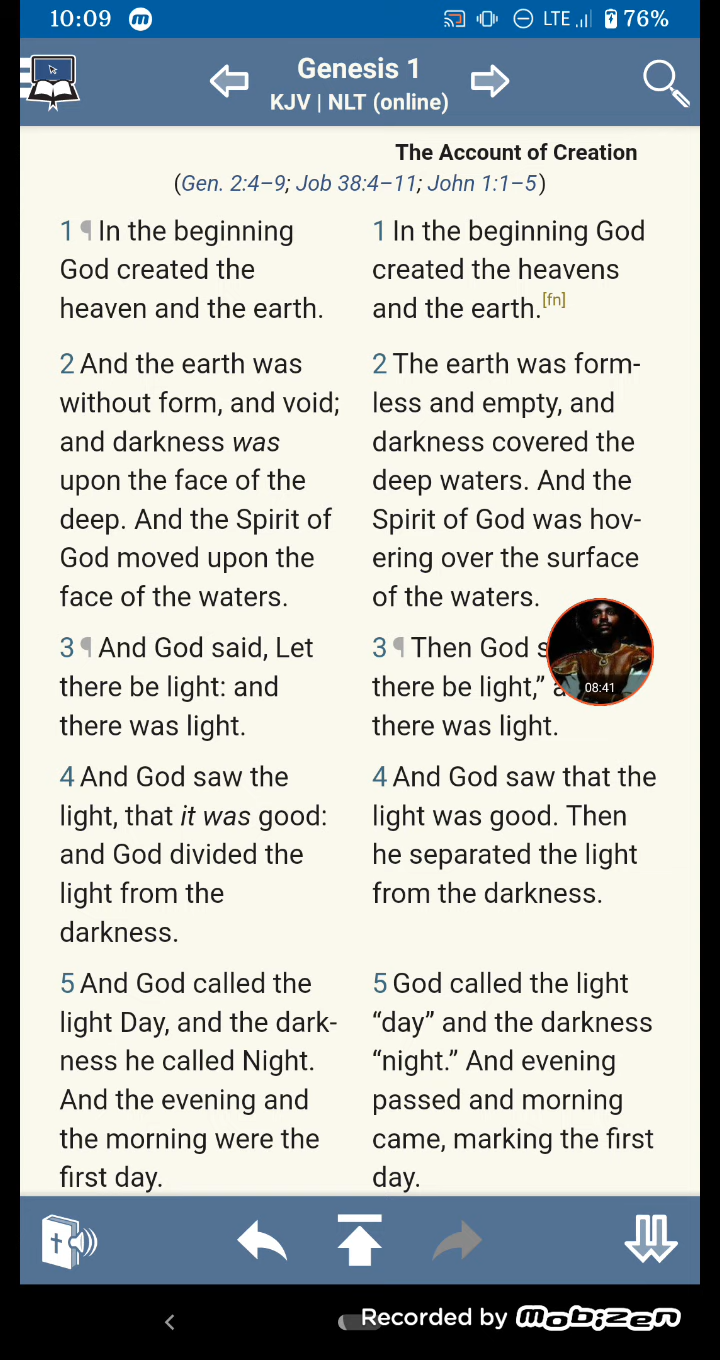 10:09
LTE
76%
Genesis 1
KJV | NLT (online)
The Account of Creation
(Gen. 2:4–9; Job 38:4–11; John 1:1–5)
1 ¶ In the beginning
God created the
heaven and the earth.
2 And the earth was
without form, and void;
and darkness was
upon the face of the
deep. And the Spirit of
God moved upon the
face of the waters.
3 ¶ And God said, Let
there be light: and
there was light.
4 And God saw the
light, that it was good:
and God divided the
light from the
darkness.
5 And God called the
light Day, and the dark-
ness he called Night.
And the evening and
the morning were the
first day.
1 In the beginning God
created the heavens
and the earth.[fn]
2 The earth was form-
less and empty, and
darkness covered the
deep waters. And the
Spirit of God was hov-
ering over the surface
of the waters.
3 ¶ Then God
there be light,”
there was light.
4 And God saw that the
light was good. Then
he separated the light
from the darkness.
5 God called the light
“day” and the darkness
“night.” And evening
passed and morning
came, marking the first
day.
08:41
Recorded by mobizen